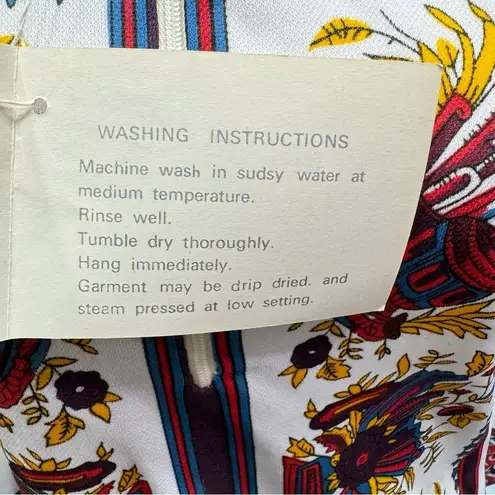 WASHING INSTRUCTIONS
Machine wash in sudsy water at
medium temperature.
Rinse well.
Tumble dry thoroughly.
Hang immediately.
Garment may be drip dried. and
steam pressed at low setting.